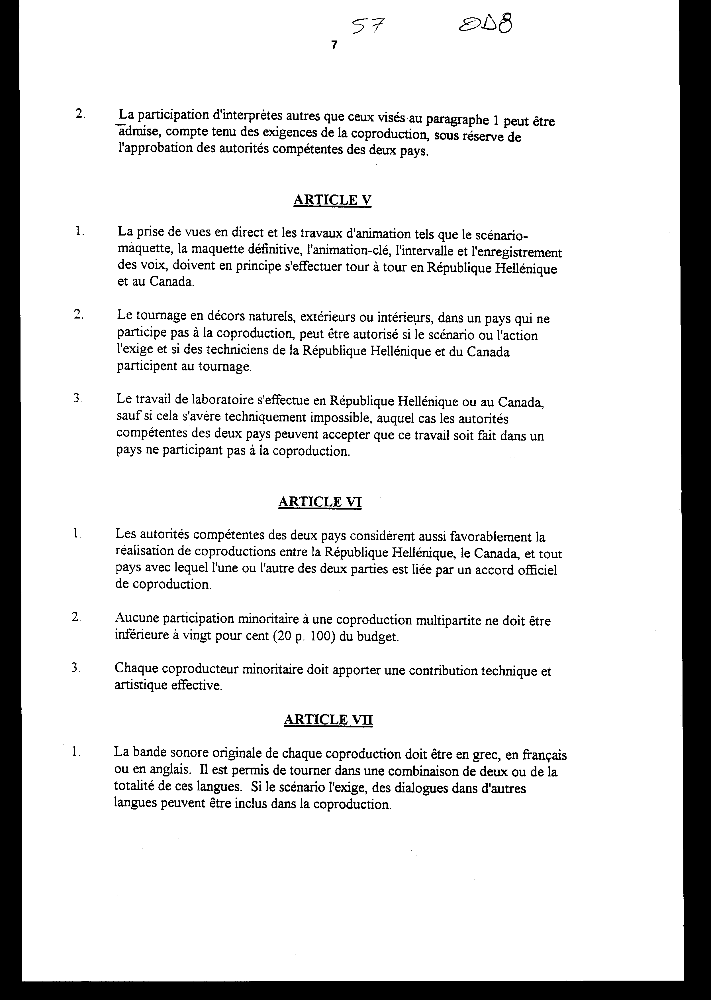 57
7
2. La participation d'interprètes autres que ceux visés au paragraphe 1 peut être
admise, compte tenu des exigences de la coproduction, sous réserve de
l'approbation des autorités compétentes des deux pays.
ARTICLE V
1. La prise de vues en direct et les travaux d'animation tels que le scénario-
maquette, la maquette définitive, l'animation-clé, l'intervalle et l'enregistrement
des voix, doivent en principe s'effectuer tour à tour en République Hellénique
et au Canada.
2. Le tournage en décors naturels, extérieurs ou intérieurs, dans un pays qui ne
participe pas à la coproduction, peut être autorisé si le scénario ou l'action
l'exige et si des techniciens de la République Hellénique et du Canada
participent au tournage.
3. Le travail de laboratoire s'effectue en République Hellénique ou au Canada,
sauf si cela s'avère techniquement impossible, auquel cas les autorités
compétentes des deux pays peuvent accepter que ce travail soit fait dans un
pays ne participant pas à la coproduction.
ARTICLE VI
1. Les autorités compétentes des deux pays considèrent aussi favorablement la
réalisation de coproductions entre la République Hellénique, le Canada, et tout
pays avec lequel l'une ou l'autre des deux parties est liée par un accord officiel
de coproduction.
2. Aucune participation minoritaire à une coproduction multipartite ne doit être
inférieure à vingt pour cent (20 p. 100) du budget.
3. Chaque coproducteur minoritaire doit apporter une contribution technique et
artistique effective.
ARTICLE VII
1. La bande sonore originale de chaque coproduction doit être en grec, en français
ou en anglais. Il est permis de tourner dans une combinaison de deux ou de la
totalité de ces langues. Si le scénario l'exige, des dialogues dans d'autres
langues peuvent être inclus dans la coproduction.